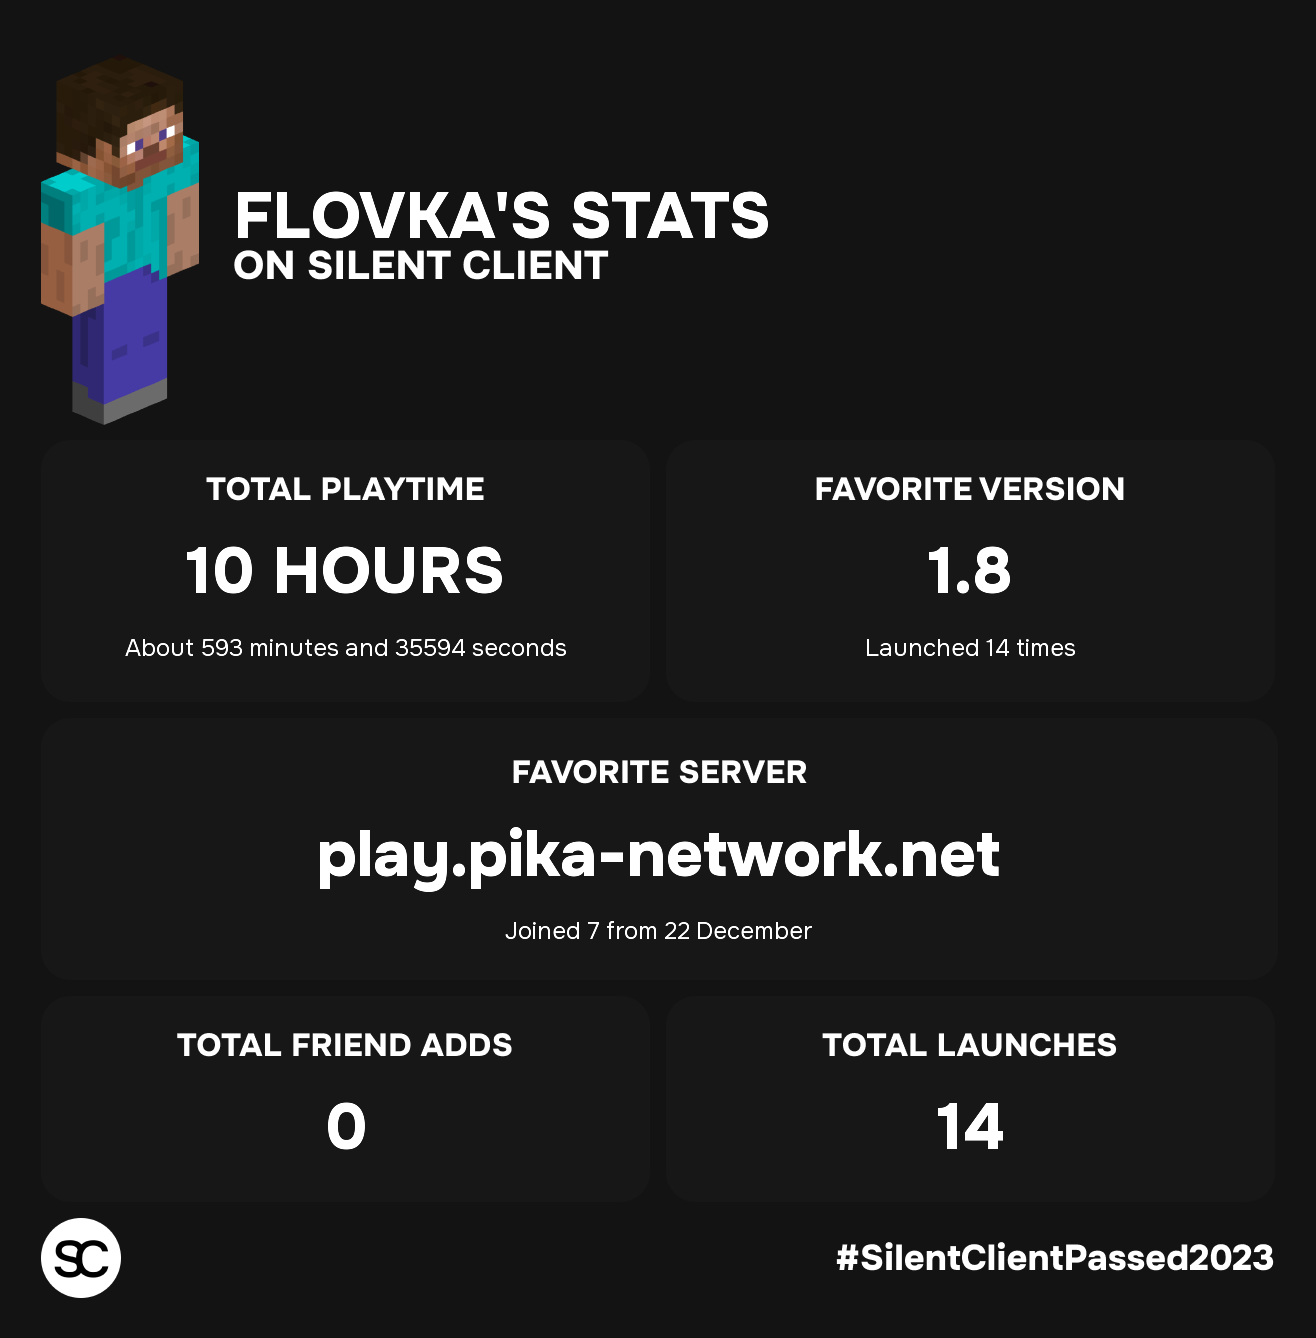 FLOVKA'S STATS
ON SILENT CLIENT
TOTAL PLAYTIME
10 HOURS
About 593 minutes and 35594 seconds
FAVORITE VERSION
1.8
Launched 14 times
FAVORITE SERVER
play.pika-network.net
Joined 7 from 22 December
TOTAL FRIEND ADDS
0
TOTAL LAUNCHES
14
SC
#SilentClientPassed2023